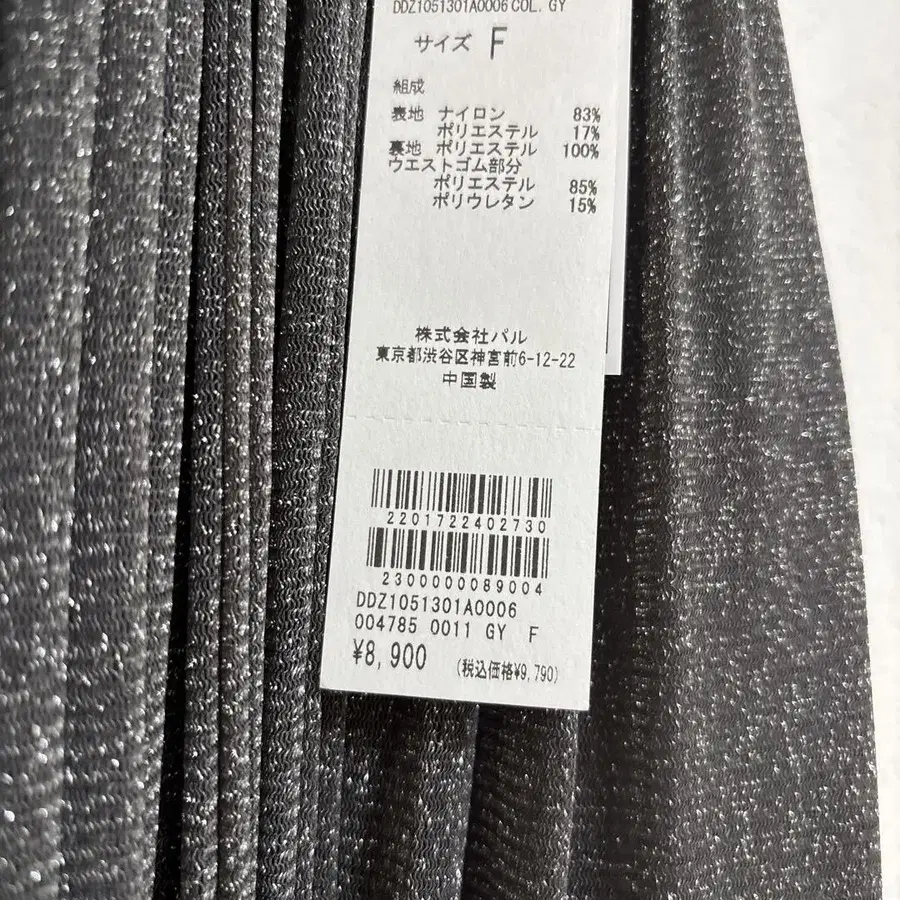 DDZ1051301A0006 COL. GY
サイズ F
組成
表地 ナイロン 83%
ポリエステル 17%
裏地 ポリエステル 100%
ウエストゴム部分
ポリエステル 85%
ポリウレタン 15%
株式会社パル
東京都渋谷区神宮前6-12-22
中国製
2201722402730
2300000089004
DDZ1051301A0006
004785 0011 GY F
¥8,900 (税込価格¥9,790)